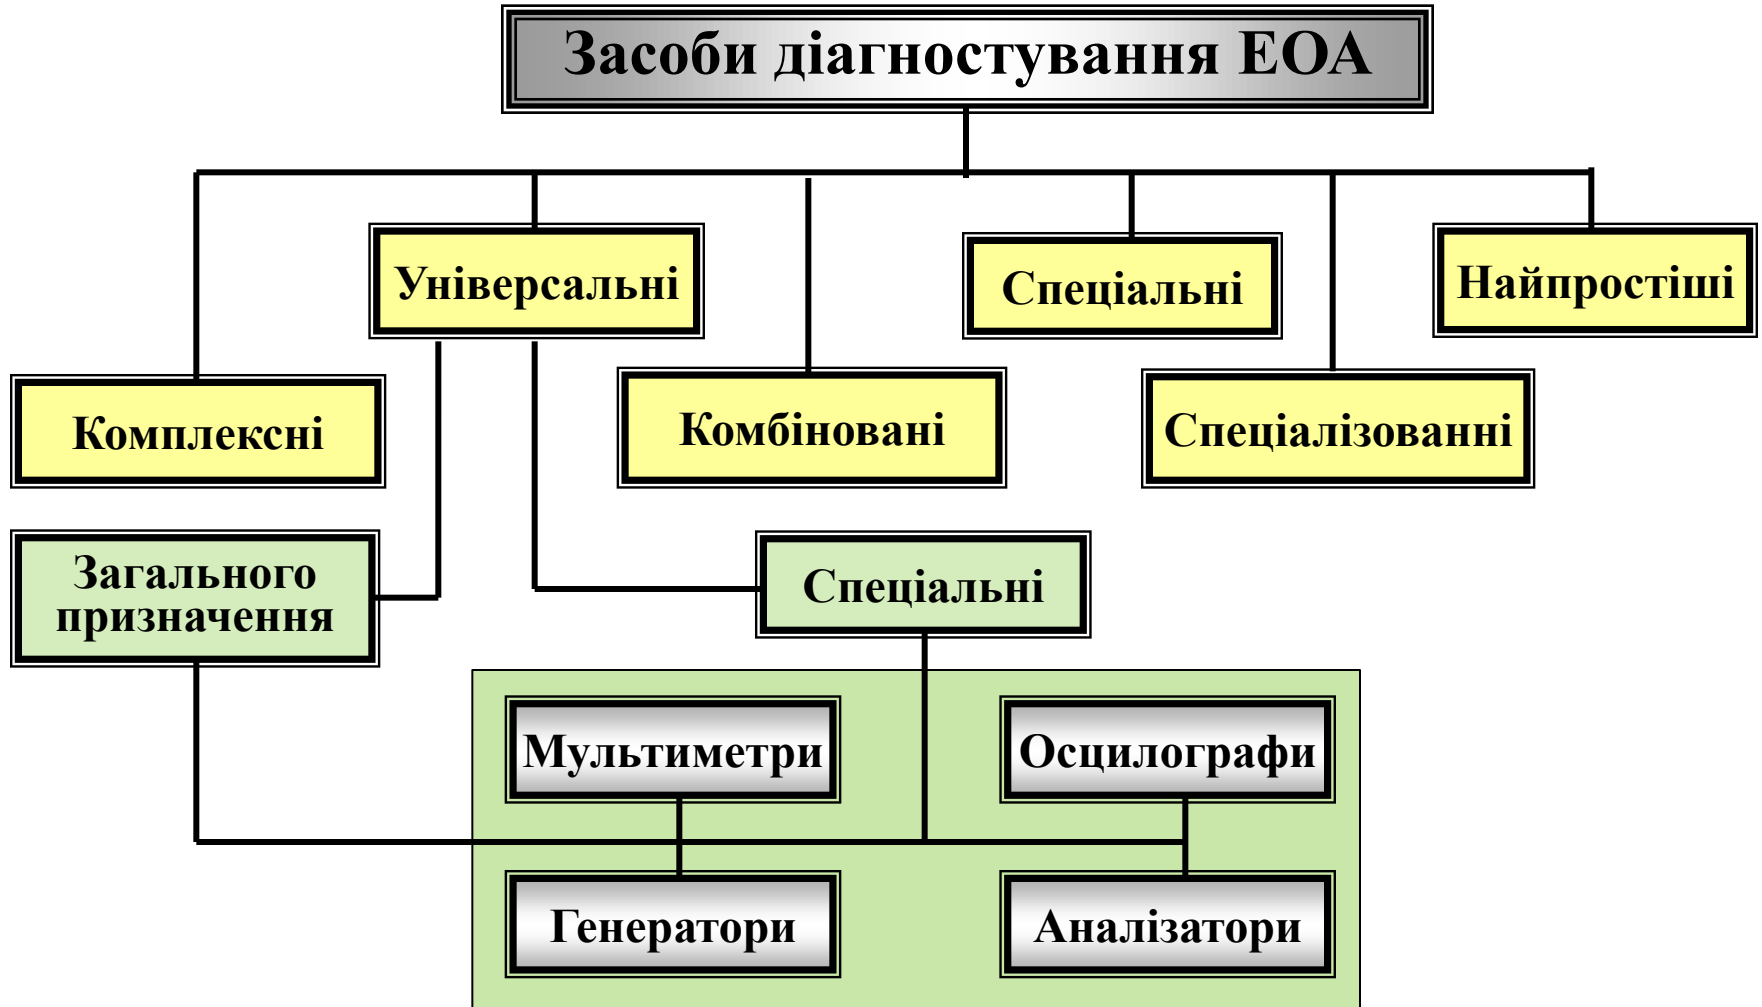 Засоби діагностування ЕОА
Універсальні
Спеціальні
Найпростіші
Комплексні
Комбіновані
Спеціалізованні
Загального
призначення
Спеціальні
Мультиметри
Осцилографи
Генератори
Аналізатори